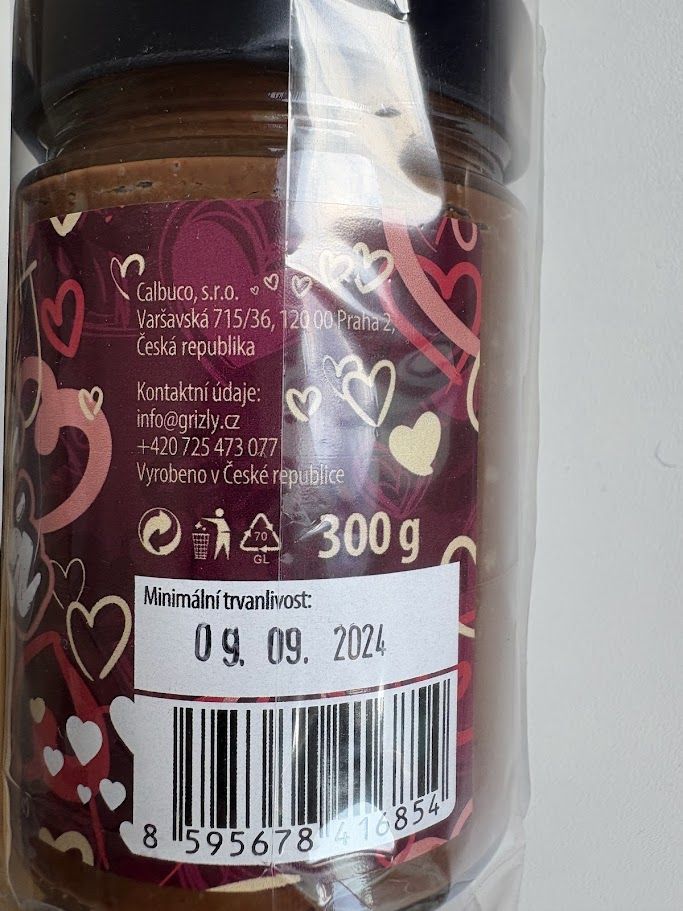 Calbuco, s.r.o.
Varšavská 715/36, 120 00 Praha 2,
Česká republika
Kontaktní údaje:
info@grizly.cz
+420 725 473 077
Vyrobeno v České republice
70
GL
300 g
Minimální trvanlivost:
09. 09. 2024
8 595678 416854